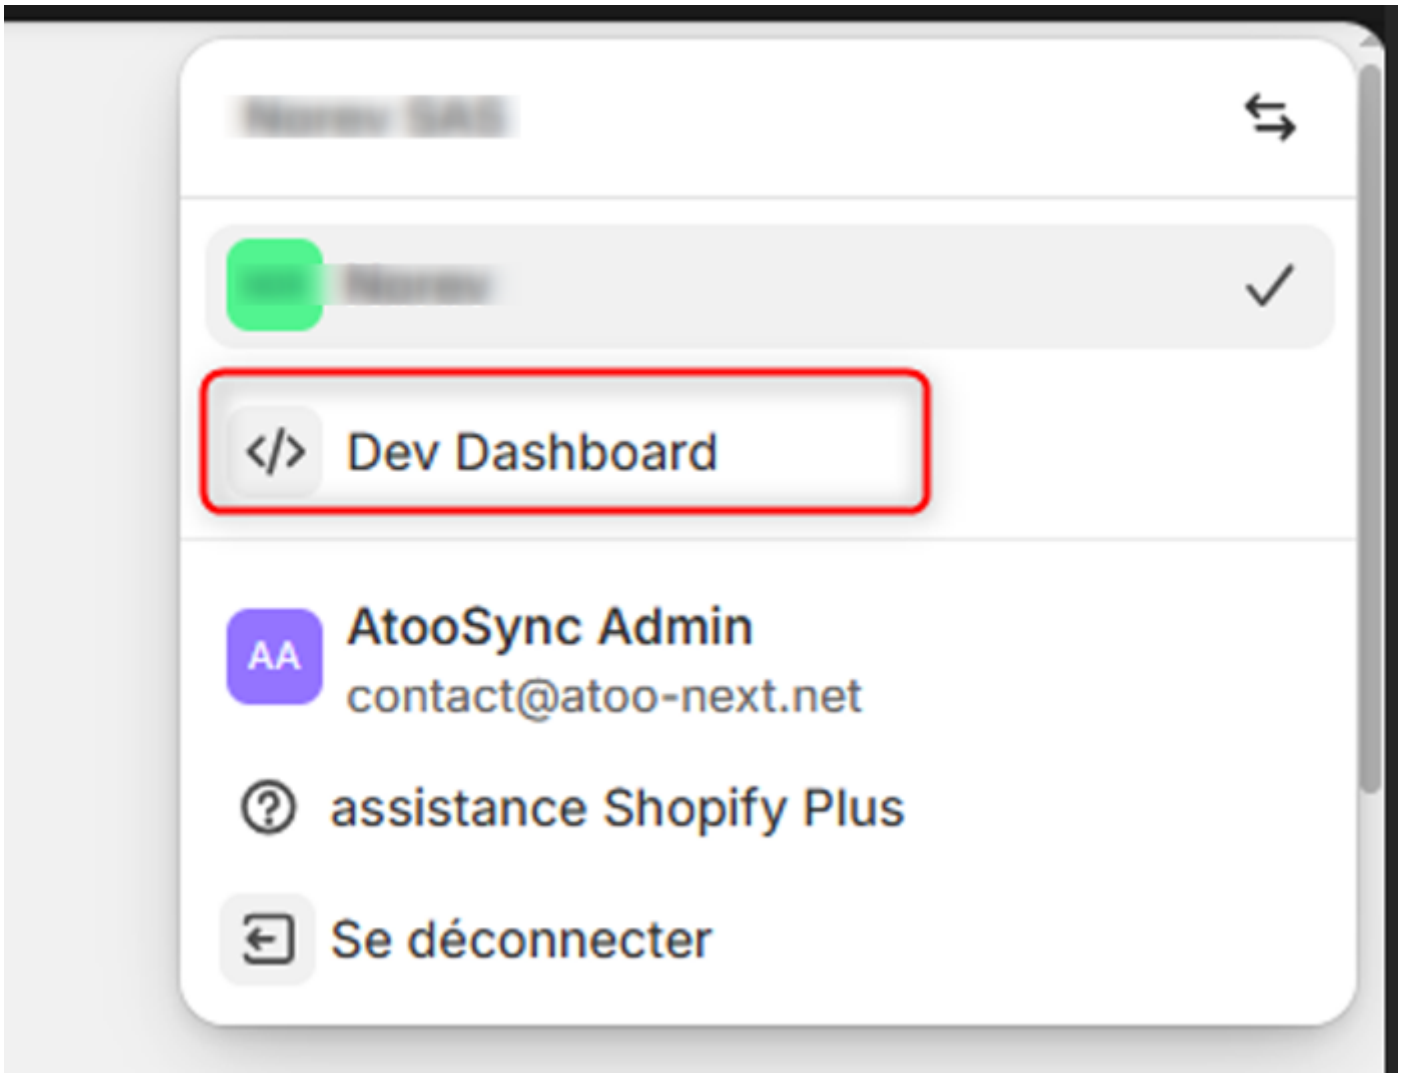 Dev Dashboard
AA
AtooSync Admin
contact@atoo-next.net
assistance Shopify Plus
Se déconnecter